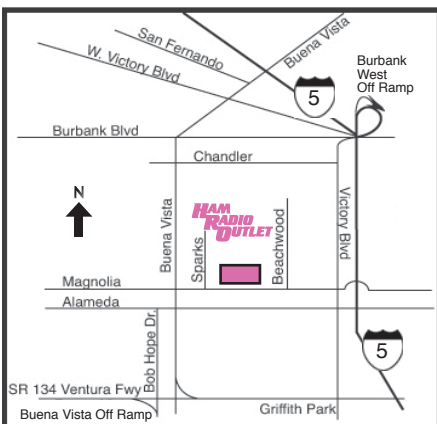 Buena Vista
San Fernando
W. Victory Blvd
Burbank
West
Off Ramp
5
Burbank Blvd
Chandler
N
HAM
RADIO
OUTLET
Buena Vista
Sparks
Beachwood
Victory Blvd
Magnolia
Alameda
Bob Hope Dr.
5
SR 134 Ventura Fwy
Buena Vista Off Ramp
Griffith Park